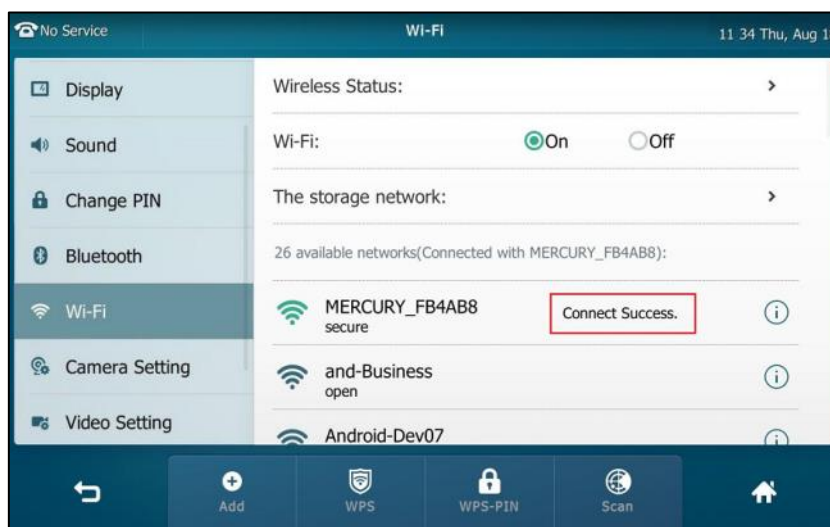 No Service Wi-Fi 11 34 Thu, Aug 1
Display
Sound
Change PIN
Bluetooth
Wi-Fi
Camera Setting
Video Setting
Wireless Status:
Wi-Fi: On Off
The storage network:
26 available networks(Connected with MERCURY_FB4AB8):
MERCURY_FB4AB8 Connect Success.
secure
and-Business
open
Android-Dev07
Add WPS WPS-PIN Scan